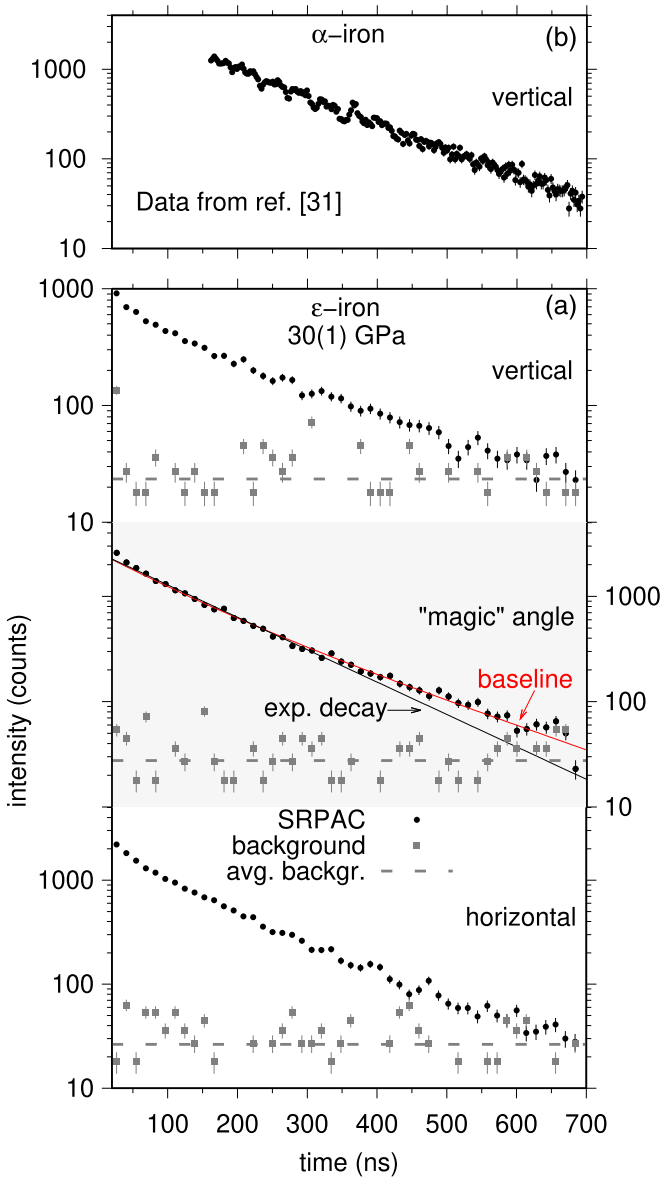 α−iron
(b)
1000
vertical
100
Data from ref. [31]
10
1000
ε−iron
(a)
30(1) GPa
vertical
100
10
1000
"magic" angle
baseline
100
exp. decay
10
SRPAC
background
avg. backgr.
1000
horizontal
100
10
100 200 300 400 500 600 700
time (ns)
intensity (counts)